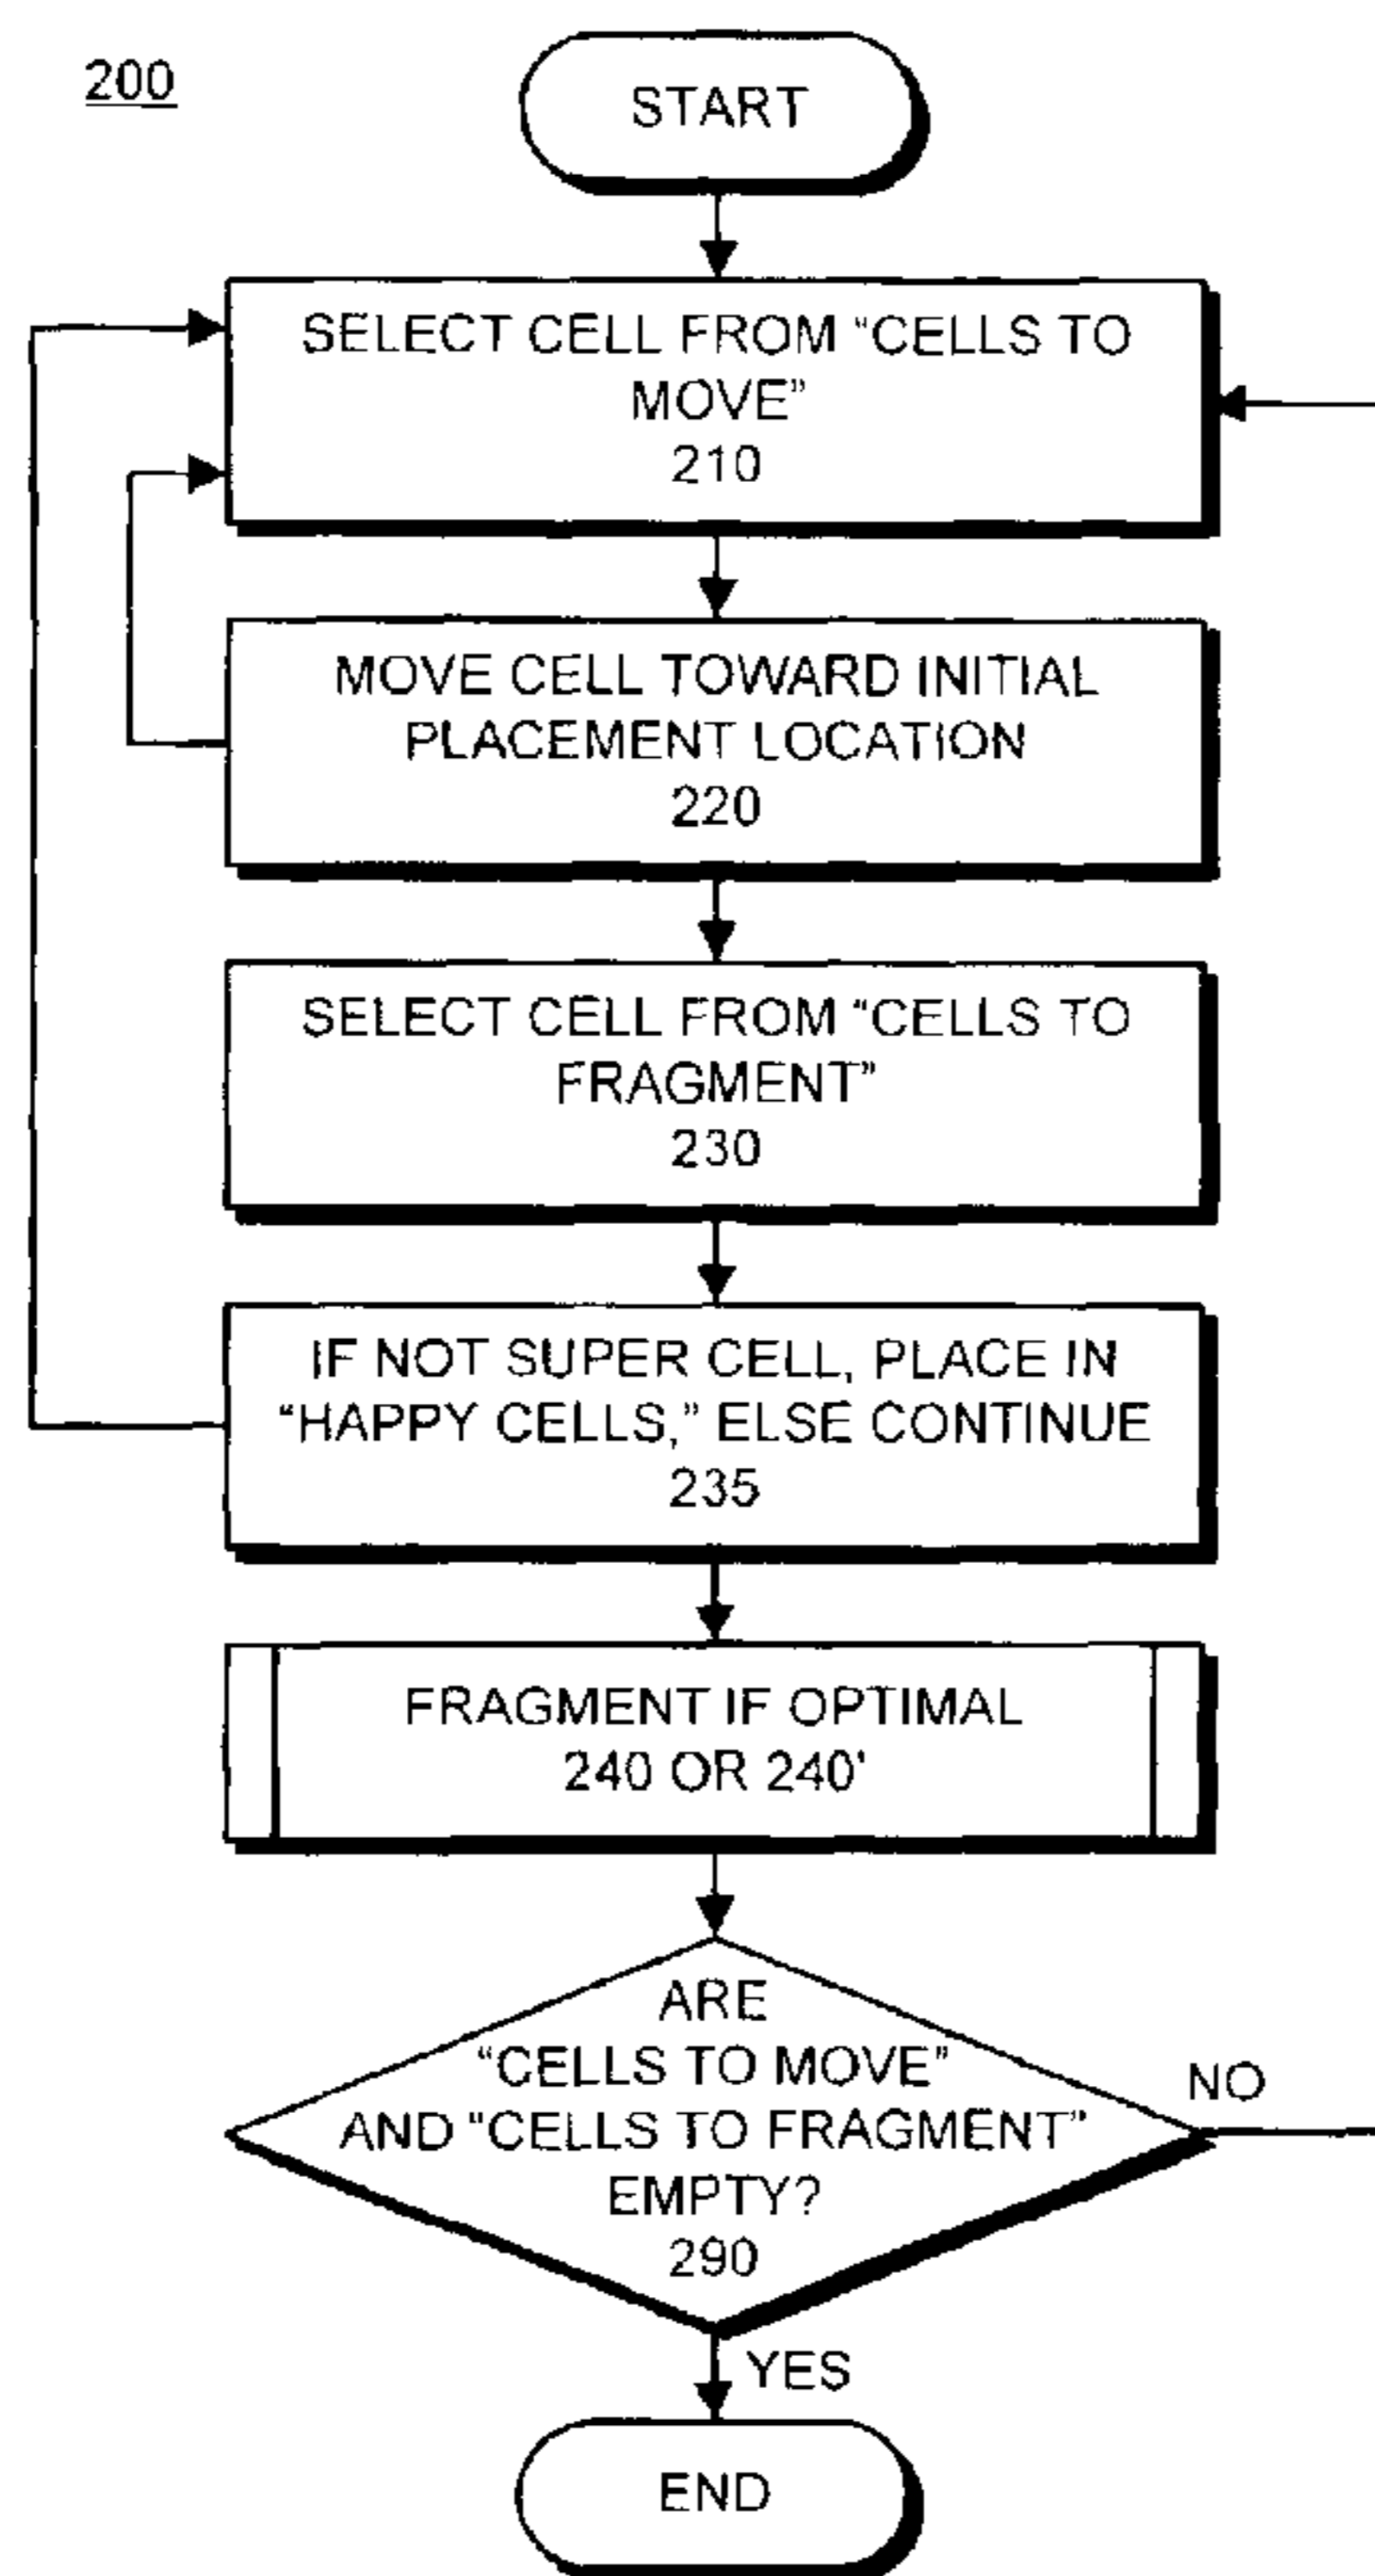 200
START
SELECT CELL FROM “CELLS TO
MOVE”
210
MOVE CELL TOWARD INITIAL
PLACEMENT LOCATION
220
SELECT CELL FROM “CELLS TO
FRAGMENT”
230
IF NOT SUPER CELL, PLACE IN
“HAPPY CELLS,” ELSE CONTINUE
235
FRAGMENT IF OPTIMAL
240 OR 240'
ARE
“CELLS TO MOVE”
AND “CELLS TO FRAGMENT”
EMPTY?
290
NO
YES
END